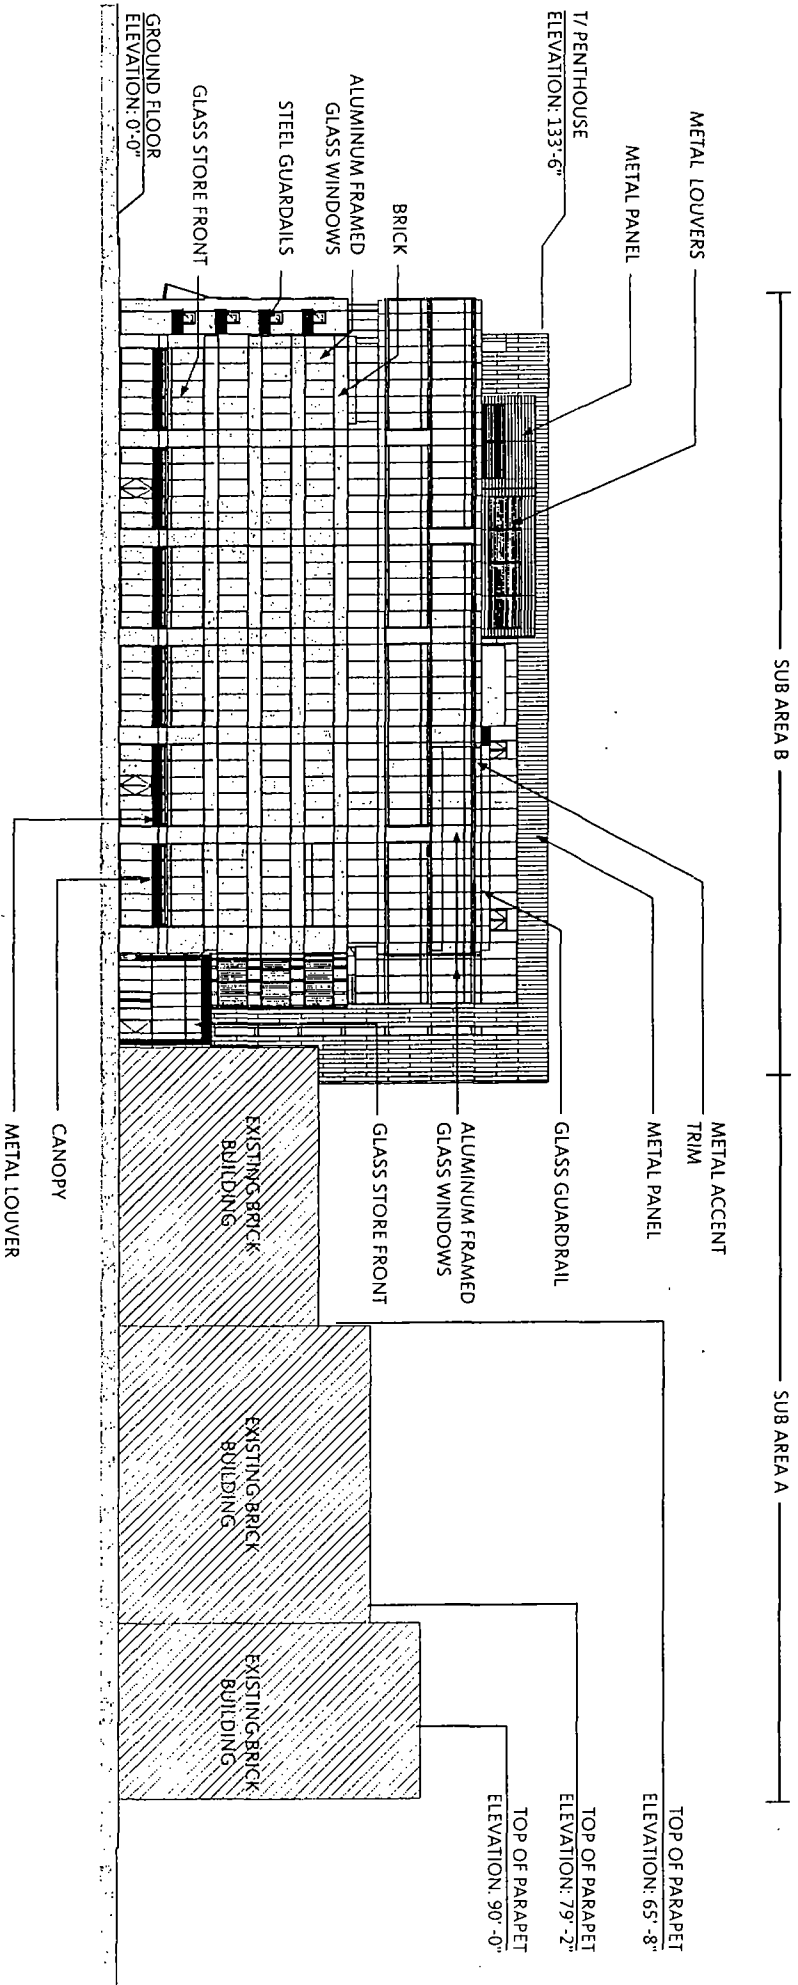 SUB AREA B
SUB AREA A
METAL LOUVERS
METAL PANEL
T/ PENTHOUSE
ELEVATION: 133'-6"
BRICK
ALUMINUM FRAMED
GLASS WINDOWS
STEEL GUARDAILS
GLASS STORE FRONT
GROUND FLOOR
ELEVATION: 0'-0"
METAL ACCENT
TRIM
METAL PANEL
GLASS GUARDRAIL
ALUMINUM FRAMED
GLASS WINDOWS
GLASS STORE FRONT
EXISTING BRICK
BUILDING
CANOPY
METAL LOUVER
EXISTING BRICK
BUILDING
EXISTING BRICK
BUILDING
TOP OF PARAPET
ELEVATION: 65' -8"
TOP OF PARAPET
ELEVATION: 79' -2"
TOP OF PARAPET
ELEVATION. 90' -0"